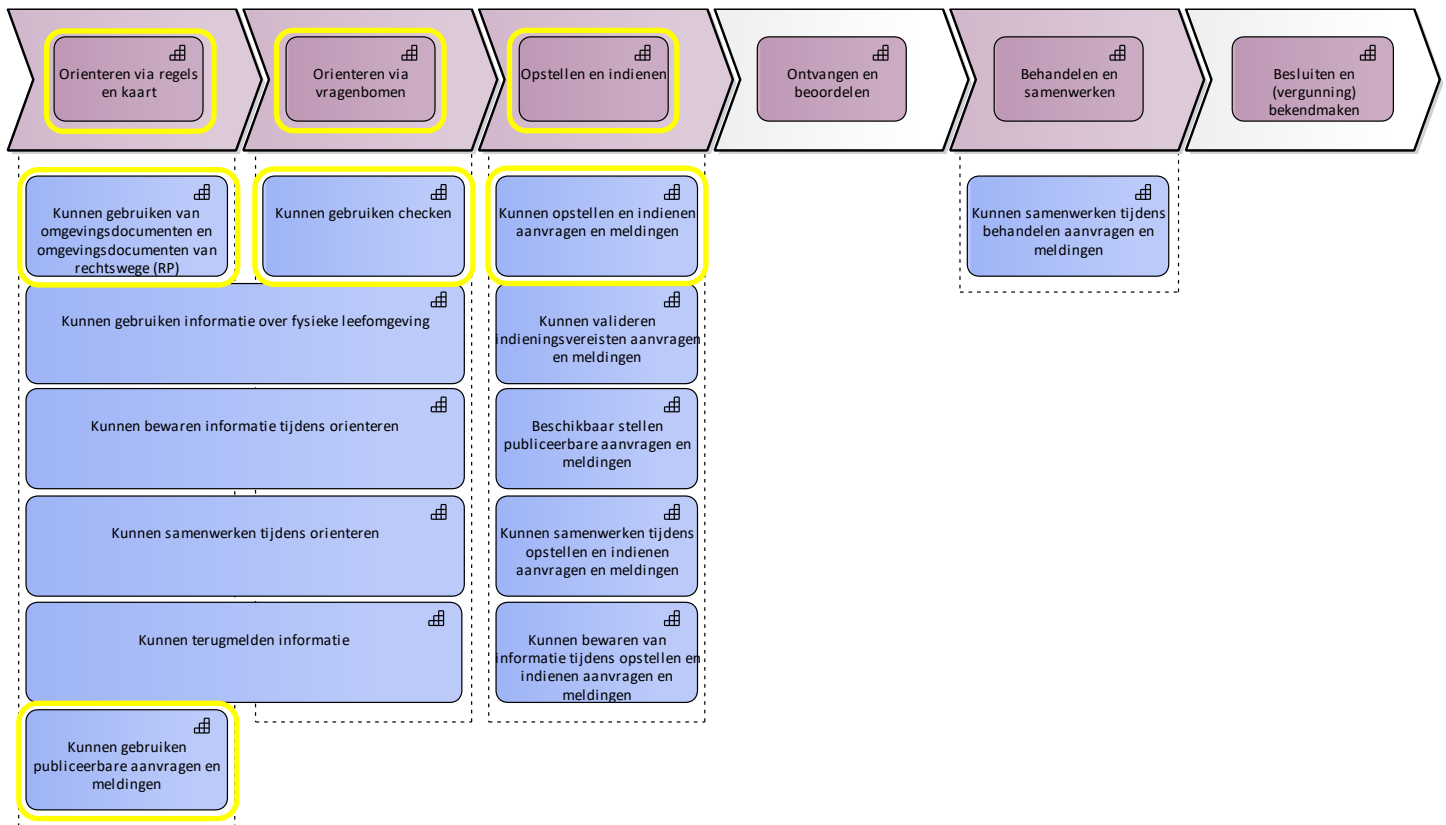 Orienteren via regels
en kaart
Orienteren via
vragenbomen
Opstellen en indienen
Ontvangen en
beoordelen
Behandelen en
samenwerken
Besluiten en
(vergunning)
bekendmaken
Kunnen gebruiken van
omgevingsdocumenten en
omgevingsdocumenten van
rechtswege (RP)
Kunnen gebruiken checken
Kunnen opstellen en indienen
aanvragen en meldingen
Kunnen samenwerken tijdens
behandelen aanvragen en
meldingen
Kunnen gebruiken informatie over fysieke leefomgeving
Kunnen valideren
indieningsvereisten aanvragen
en meldingen
Kunnen bewaren informatie tijdens orienteren
Beschikbaar stellen
publiceerbare aanvragen en
meldingen
Kunnen samenwerken tijdens orienteren
Kunnen samenwerken tijdens
opstellen en indienen
aanvragen en meldingen
Kunnen terugmelden informatie
Kunnen bewaren van
informatie tijdens opstellen en
indienen aanvragen en
meldingen
Kunnen gebruiken
publiceerbare aanvragen en
meldingen